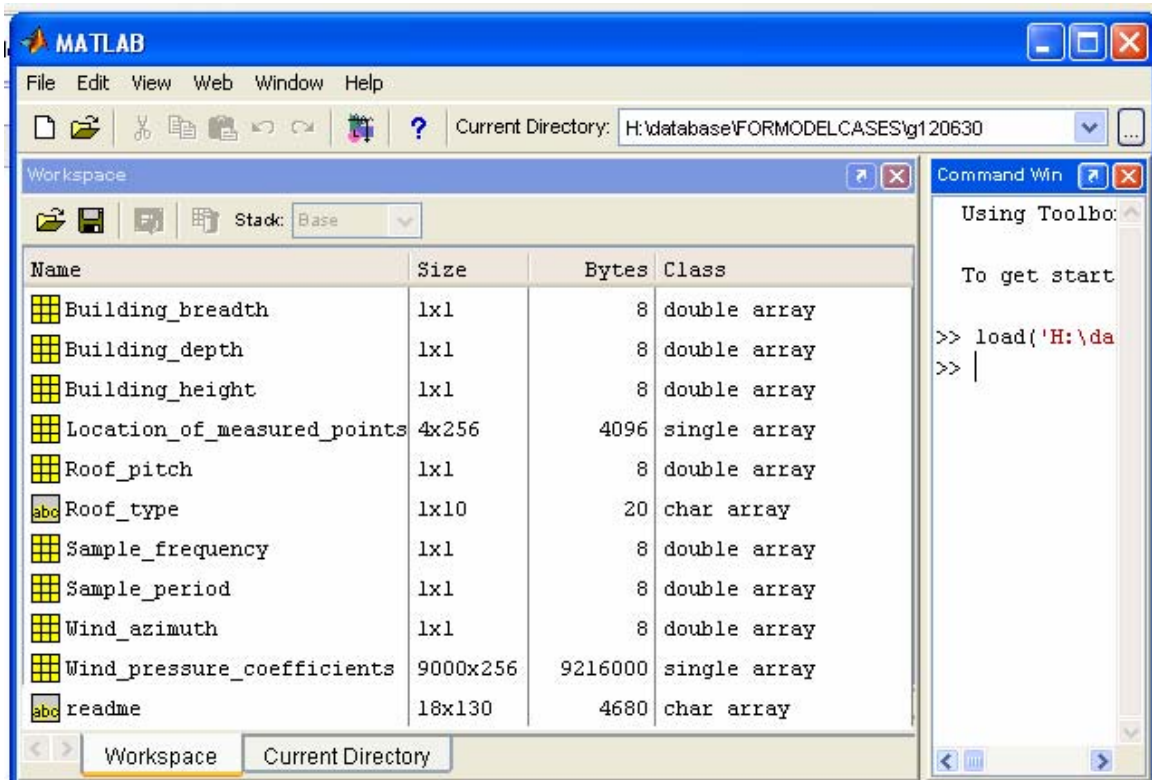 MATLAB
File Edit View Web Window Help
? Current Directory: H:\database\FORMODELCASES\g120630 ...
Workspace
Stack: Base
Name Size Bytes Class
Building_breadth 1x1 8 double array
Building_depth 1x1 8 double array
Building_height 1x1 8 double array
Location_of_measured_points 4x256 4096 single array
Roof_pitch 1x1 8 double array
abc Roof_type 1x10 20 char array
Sample_frequency 1x1 8 double array
Sample_period 1x1 8 double array
Wind_azimuth 1x1 8 double array
Wind_pressure_coefficients 9000x256 9216000 single array
abc readme 18x130 4680 char array
Workspace Current Directory
Command Win
Using Toolbo
To get start
>> load('H:\da
>>